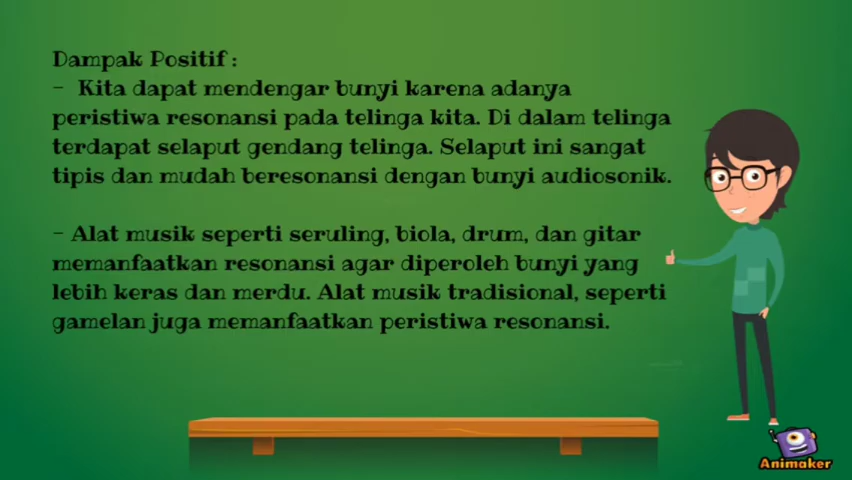 Dampak Positif :
- Kita dapat mendengar bunyi karena adanya
peristiwa resonansi pada telinga kita. Di dalam telinga
terdapat selaput gendang telinga. Selaput ini sangat
tipis dan mudah beresonansi dengan bunyi audiosonik.
- Alat musik seperti seruling, biola, drum, dan gitar
memanfaatkan resonansi agar diperoleh bunyi yang
lebih keras dan merdu. Alat musik tradisional, seperti
gamelan juga memanfaatkan peristiwa resonansi.
Animaker